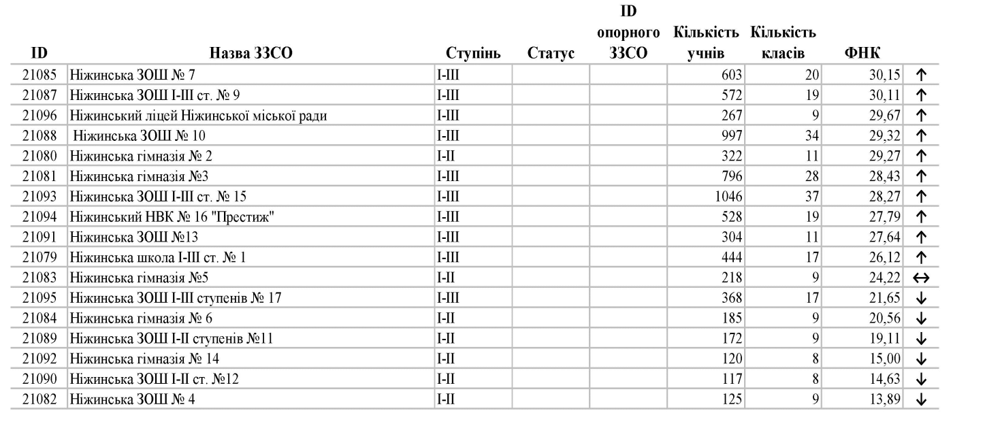 ID Назва ЗЗСО Ступінь Статус ID опорного ЗЗСО Кількість учнів Кількість класів ФНК
21085 Ніжинська ЗОШ № 7 I-III 603 20 30,15 ↑
21087 Ніжинська ЗОШ I-III ст. № 9 I-III 572 19 30,11 ↑
21096 Ніжинський ліцей Ніжинської міської ради I-III 267 9 29,67 ↑
21088 Ніжинська ЗОШ № 10 I-III 997 34 29,32 ↑
21080 Ніжинська гімназія № 2 I-II 322 11 29,27 ↑
21081 Ніжинська гімназія №3 I-III 796 28 28,43 ↑
21093 Ніжинська ЗОШ I-III ст. № 15 I-III 1046 37 28,27 ↑
21094 Ніжинський НВК № 16 "Престиж" I-III 528 19 27,79 ↑
21091 Ніжинська ЗОШ №13 I-III 304 11 27,64 ↑
21079 Ніжинська школа I-III ст. № 1 I-III 444 17 26,12 ↑
21083 Ніжинська гімназія №5 I-II 218 9 24,22 ↔
21095 Ніжинська ЗОШ I-III ступенів № 17 I-III 368 17 21,65 ↓
21084 Ніжинська гімназія № 6 I-II 185 9 20,56 ↓
21089 Ніжинська ЗОШ I-II ступенів №11 I-II 172 9 19,11 ↓
21092 Ніжинська гімназія № 14 I-II 120 8 15,00 ↓
21090 Ніжинська ЗОШ I-II ст. №12 I-II 117 8 14,63 ↓
21082 Ніжинська ЗОШ № 4 I-II 125 9 13,89 ↓